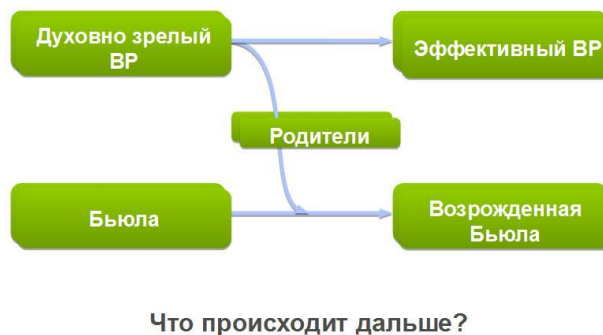 Духовно зрелый
ВР
Эффективный ВР
Родители
Бьюла
Возрожденная
Бьюла
Что происходит дальше?